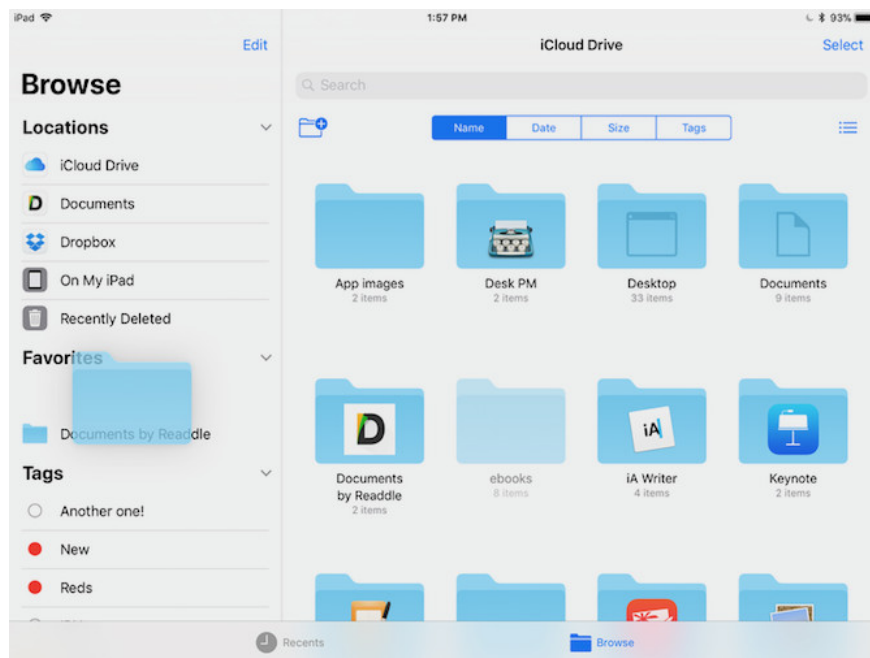 iPad
1:57 PM
93%
Edit
iCloud Drive
Select
Browse
Search
Locations
Name Date Size Tags
iCloud Drive
Documents
Dropbox
On My iPad
Recently Deleted
App images
2 items
Desk PM
2 items
Desktop
33 items
Documents
9 items
Favorites
Documents by Readdle
D
iA
Documents
by Readdle
2 items
ebooks
8 items
iA Writer
4 items
Keynote
2 items
Tags
Another one!
New
Reds
Recents
Browse